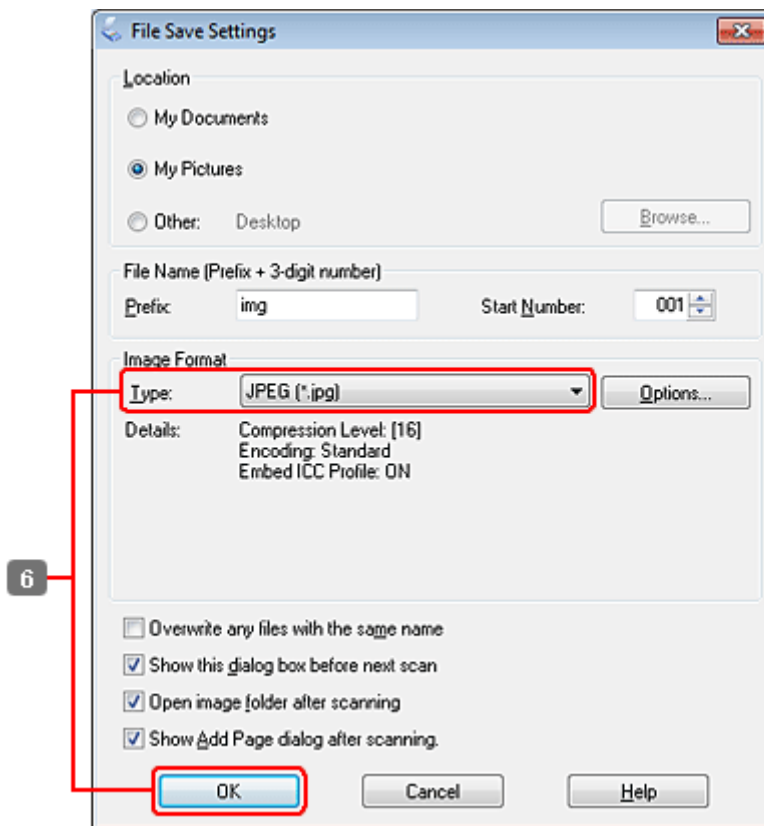 File Save Settings
Location
My Documents
My Pictures
Other: Desktop Browse...
File Name (Prefix + 3-digit number)
Prefix: img Start Number: 001
Image Format
Type: JPEG (*.jpg) Options...
Details: Compression Level: [16]
Encoding: Standard
Embed ICC Profile: ON
6
Overwrite any files with the same name
Show this dialog box before next scan
Open image folder after scanning
Show Add Page dialog after scanning.
OK Cancel Help